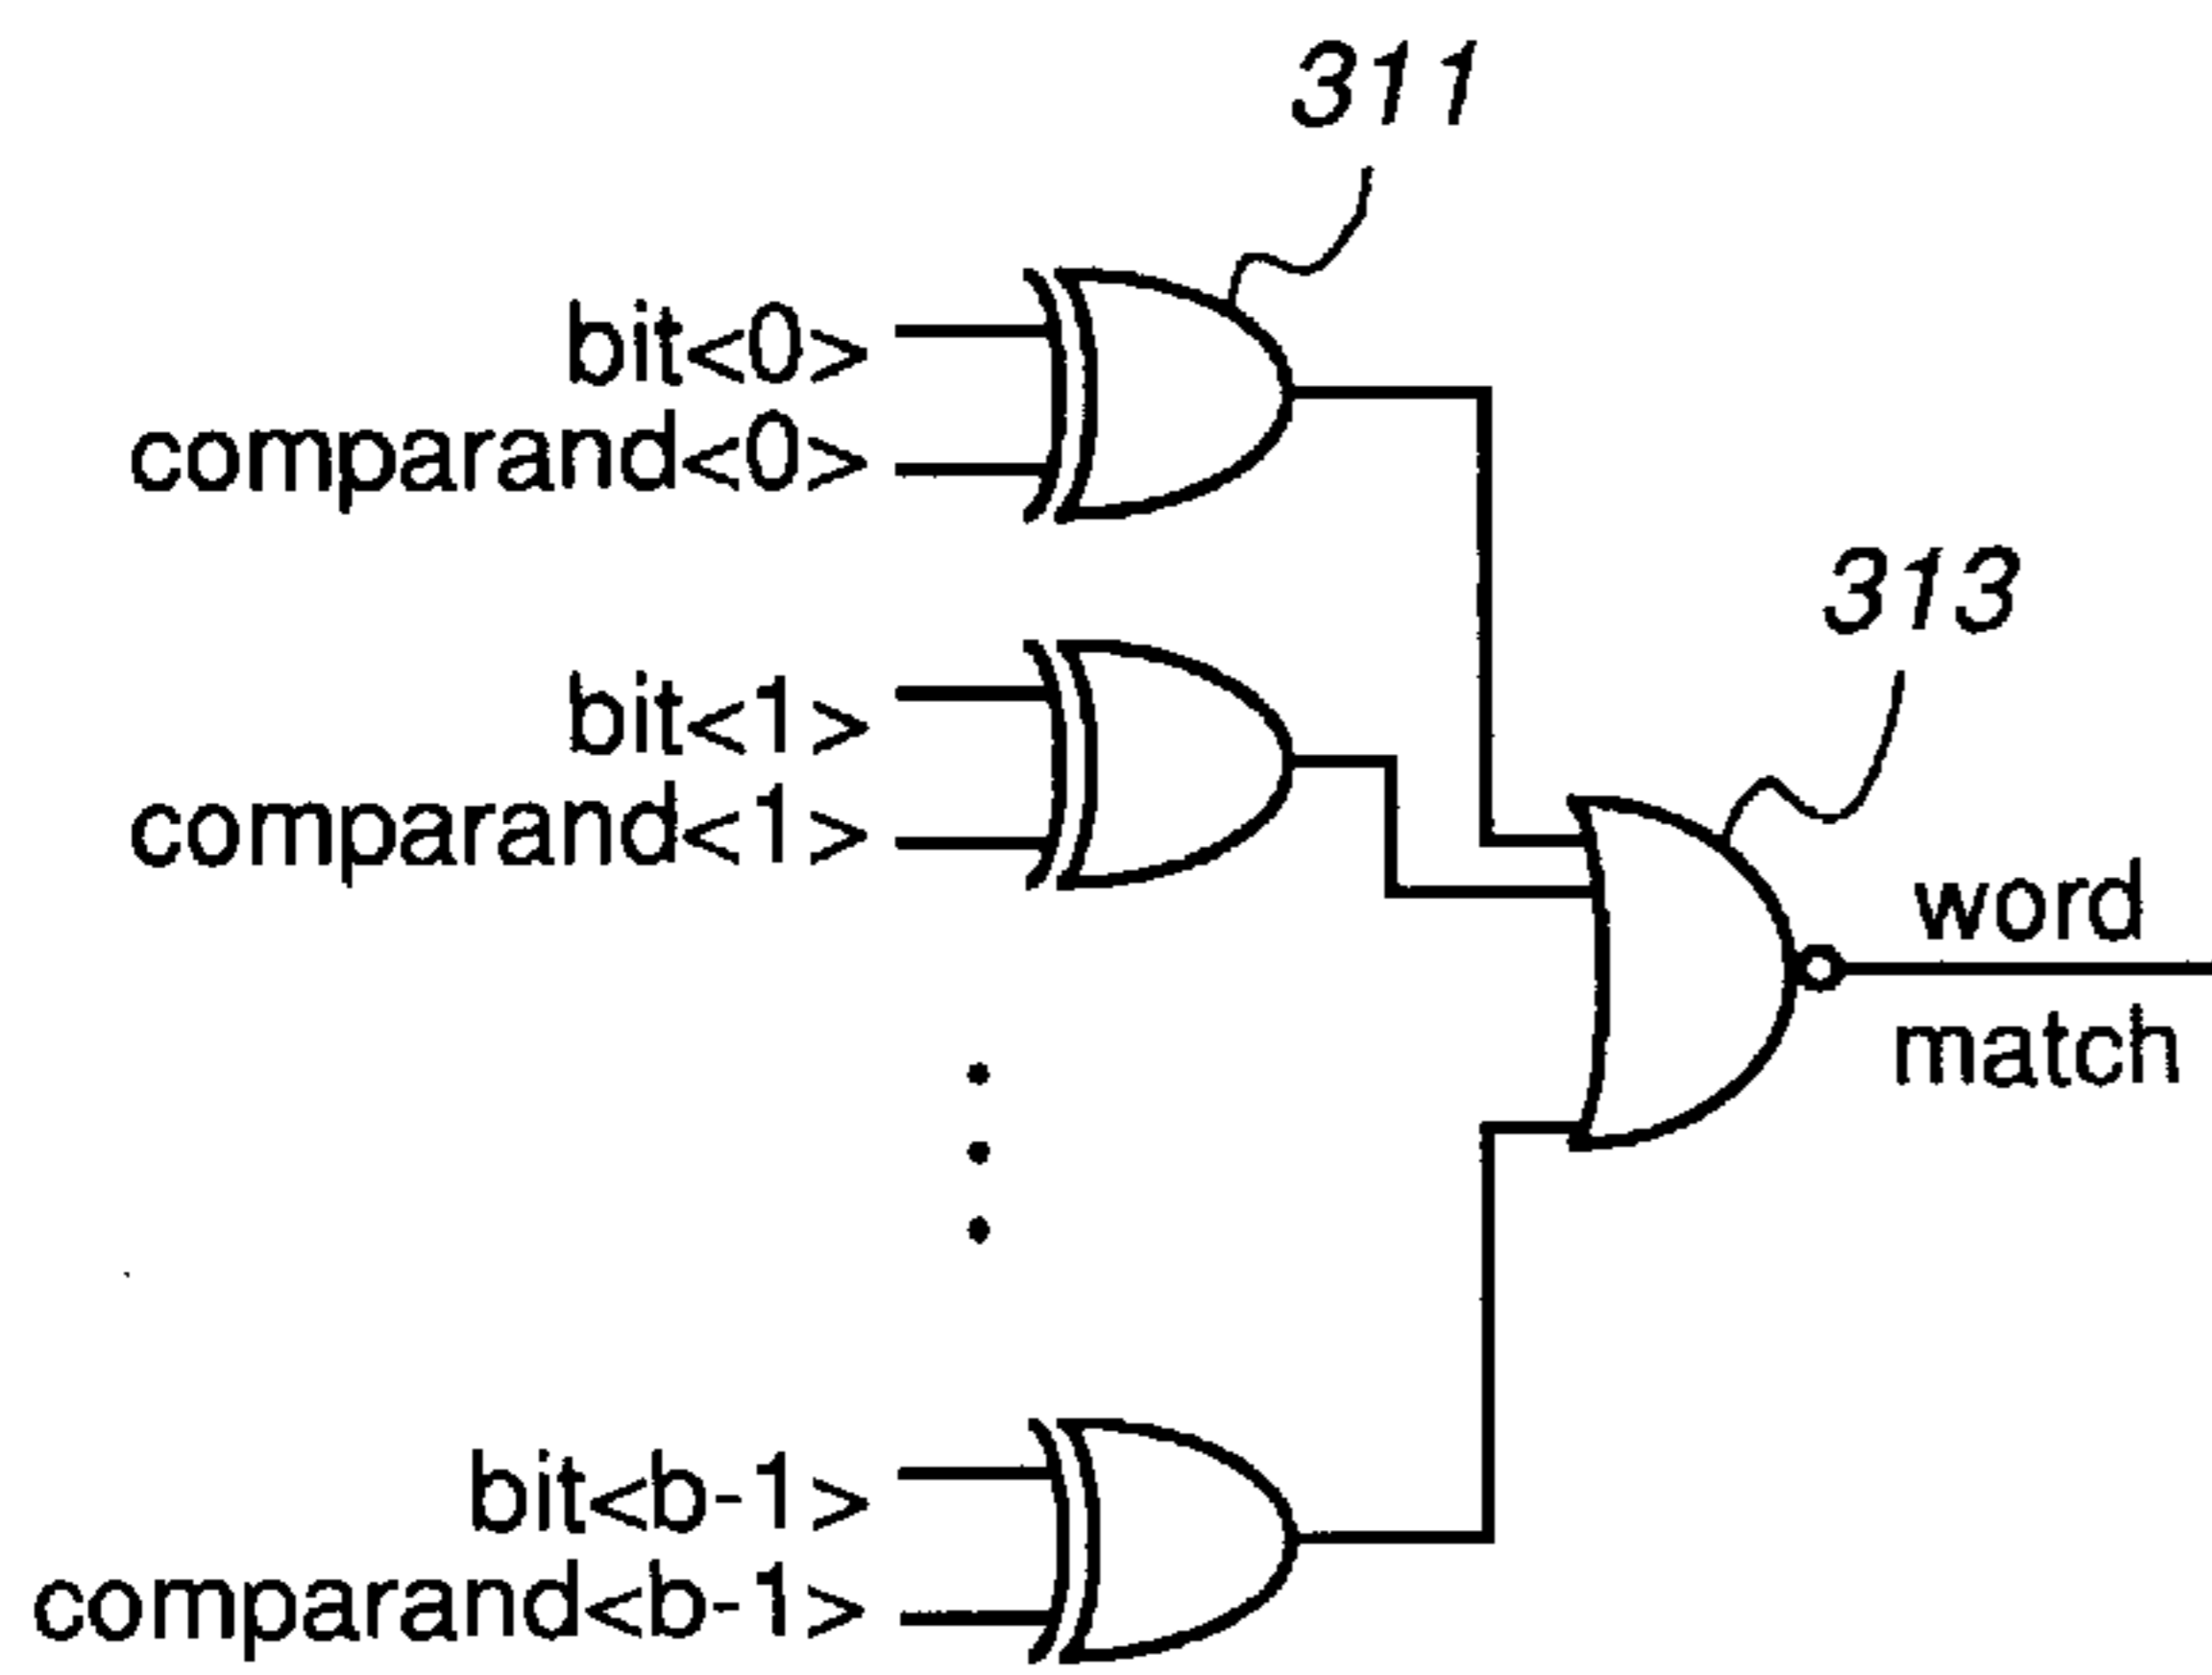 311
bit<0>
comparand<0>
313
bit<1>
comparand<1>
word
match
bit<b-1>
comparand<b-1>